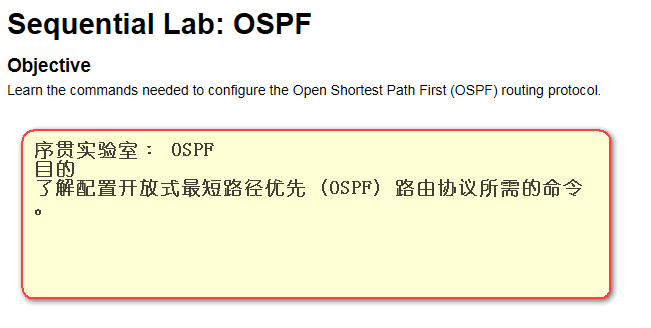 Sequential Lab: OSPF
Objective
Learn the commands needed to configure the Open Shortest Path First (OSPF) routing protocol.
序贯实验室： OSPF
目的
了解配置开放式最短路径优先 (OSPF) 路由协议所需的命令
。